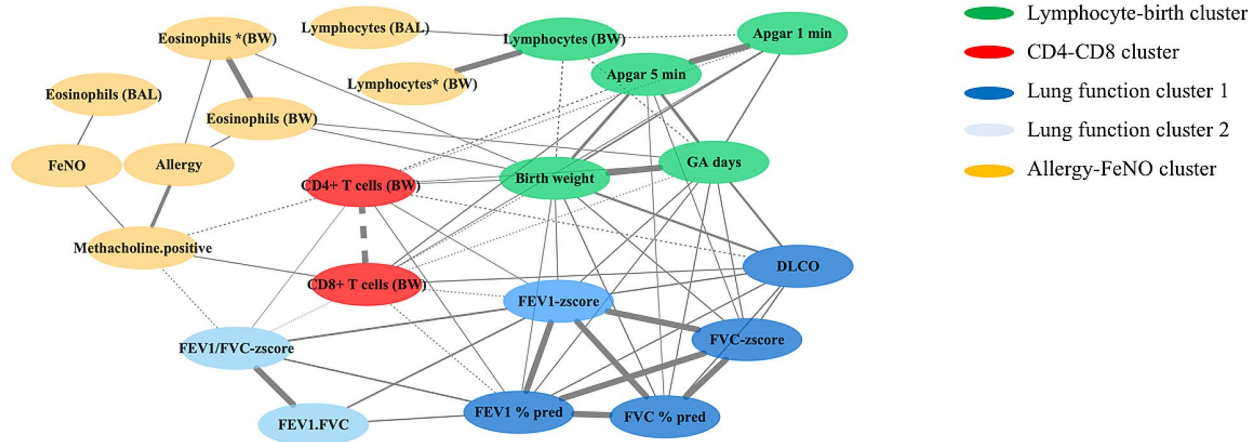 Eosinophils *(BW)
Lymphocytes (BAL)
Lymphocytes (BW)
Apgar 1 min
Lymphocytes* (BW)
Apgar 5 min
Eosinophils (BAL)
Eosinophils (BW)
FeNO
Allergy
GA days
CD4+ T cells (BW)
Birth weight
Methacholine.positive
DLCO
CD8+ T cells (BW)
FEV1-zscore
FEV1/FVC-zscore
FVC-zscore
FEV1.FVC
FEV1 % pred
FVC % pred
Lymphocyte-birth cluster
CD4-CD8 cluster
Lung function cluster 1
Lung function cluster 2
Allergy-FeNO cluster